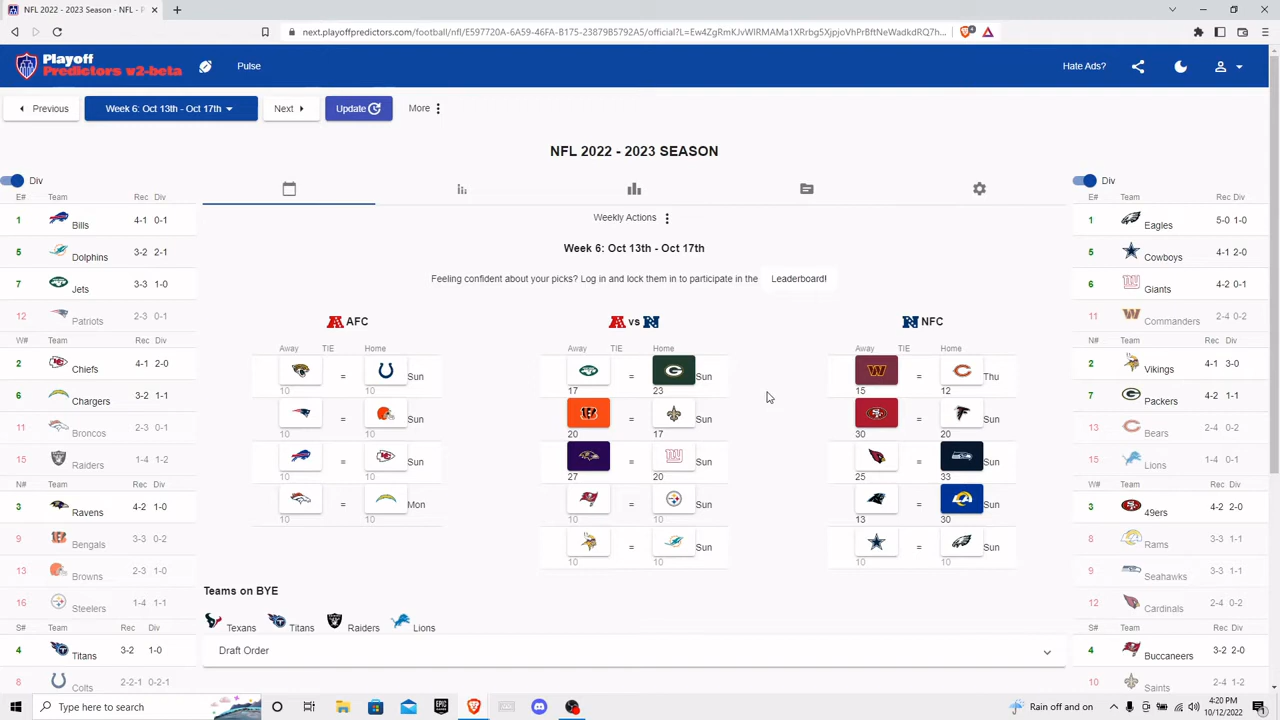 NFL 2022 - 2023 Season - NFL - P
next.playoffpredictors.com/football/nfl/E597720A-6A59-46FA-B175-23879B5792A5/official?L=Ew4ZgRmKJvWlRMAMa1XRrbg5XjpjoVhPrBftNeWadkdRQ7h...
Playoff
Predictors v2-beta
Pulse
Hate Ads?
Previous
Week 6: Oct 13th - Oct 17th
Next
Update
More
NFL 2022 - 2023 SEASON
Div
E# Team Rec Div
1 Bills 4-1 0-1
5 Dolphins 3-2 2-1
7 Jets 3-3 1-0
12 Patriots 2-3 0-1
W# Team Rec Div
2 Chiefs 4-1 2-0
6 Chargers 3-2 1-1
11 Broncos 2-3 0-1
15 Raiders 1-4 1-2
N# Team Rec Div
3 Ravens 4-2 1-0
9 Bengals 3-3 0-2
13 Browns 2-3 1-0
16 Steelers 1-4 1-1
S# Team Rec Div
4 Titans 3-2 1-0
8 Colts 2-2-1 0-2-1
Weekly Actions
Week 6: Oct 13th - Oct 17th
Feeling confident about your picks? Log in and lock them in to participate in the Leaderboard!
AFC
Away TIE Home
= Sun
10 10
= Sun
10 10
= Sun
10 10
= Mon
10 10
A vs N
Away TIE Home
= Sun
17 23
= Sun
20 17
= Sun
27 20
= Sun
10 10
= Sun
10 10
NFC
Away TIE Home
= Thu
15 12
= Sun
30 20
= Sun
25 33
= Sun
13 30
= Sun
10 10
Teams on BYE
Texans Titans Raiders Lions
Draft Order
Div
E# Team Rec Div
1 Eagles 5-0 1-0
5 Cowboys 4-1 2-0
6 Giants 4-2 0-1
11 Commanders 2-4 0-2
N# Team Rec Div
2 Vikings 4-1 3-0
7 Packers 4-2 1-1
13 Bears 2-4 0-2
15 Lions 1-4 0-1
W# Team Rec Div
3 49ers 4-2 2-0
8 Rams 3-3 1-1
9 Seahawks 3-3 1-1
12 Cardinals 2-4 0-2
S# Team Rec Div
4 Buccaneers 3-2 2-0
10 Saints 2-4 1-2
Type here to search
Rain off and on
4:20 PM
10/12/2022